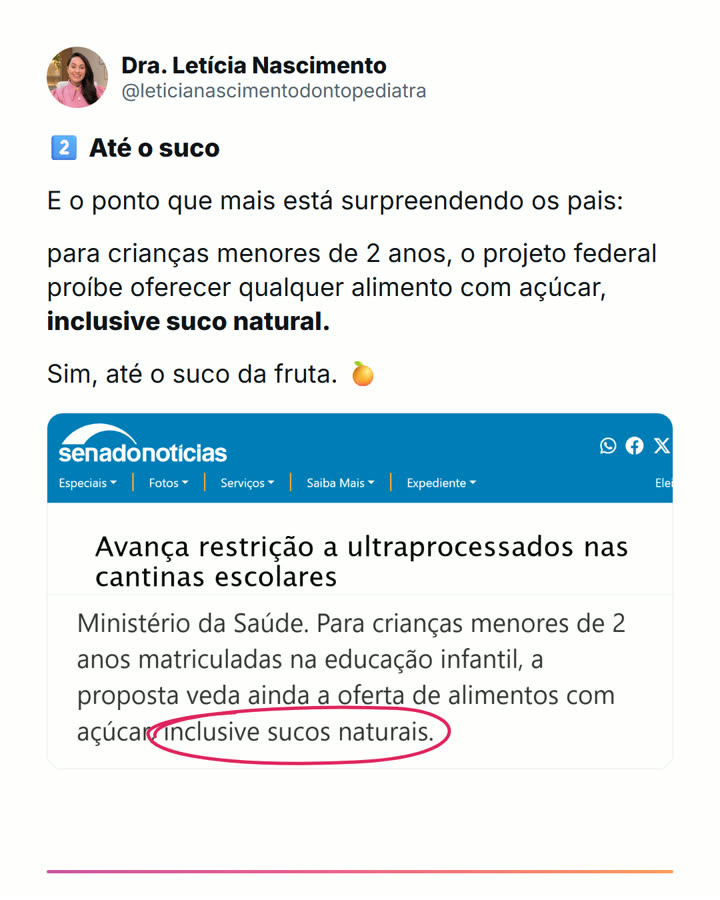 Dra. Letícia Nascimento
@leticianascimentodontopediatra
2 Até o suco
E o ponto que mais está surpreendendo os pais:
para crianças menores de 2 anos, o projeto federal
proíbe oferecer qualquer alimento com açúcar,
inclusive suco natural.
Sim, até o suco da fruta. 🍊
senadonotícias
Especiais Fotos Serviços Saiba Mais Expediente Ele
Avança restrição a ultraprocessados nas
cantinas escolares
Ministério da Saúde. Para crianças menores de 2
anos matriculadas na educação infantil, a
proposta veda ainda a oferta de alimentos com
açúcar, inclusive sucos naturais.